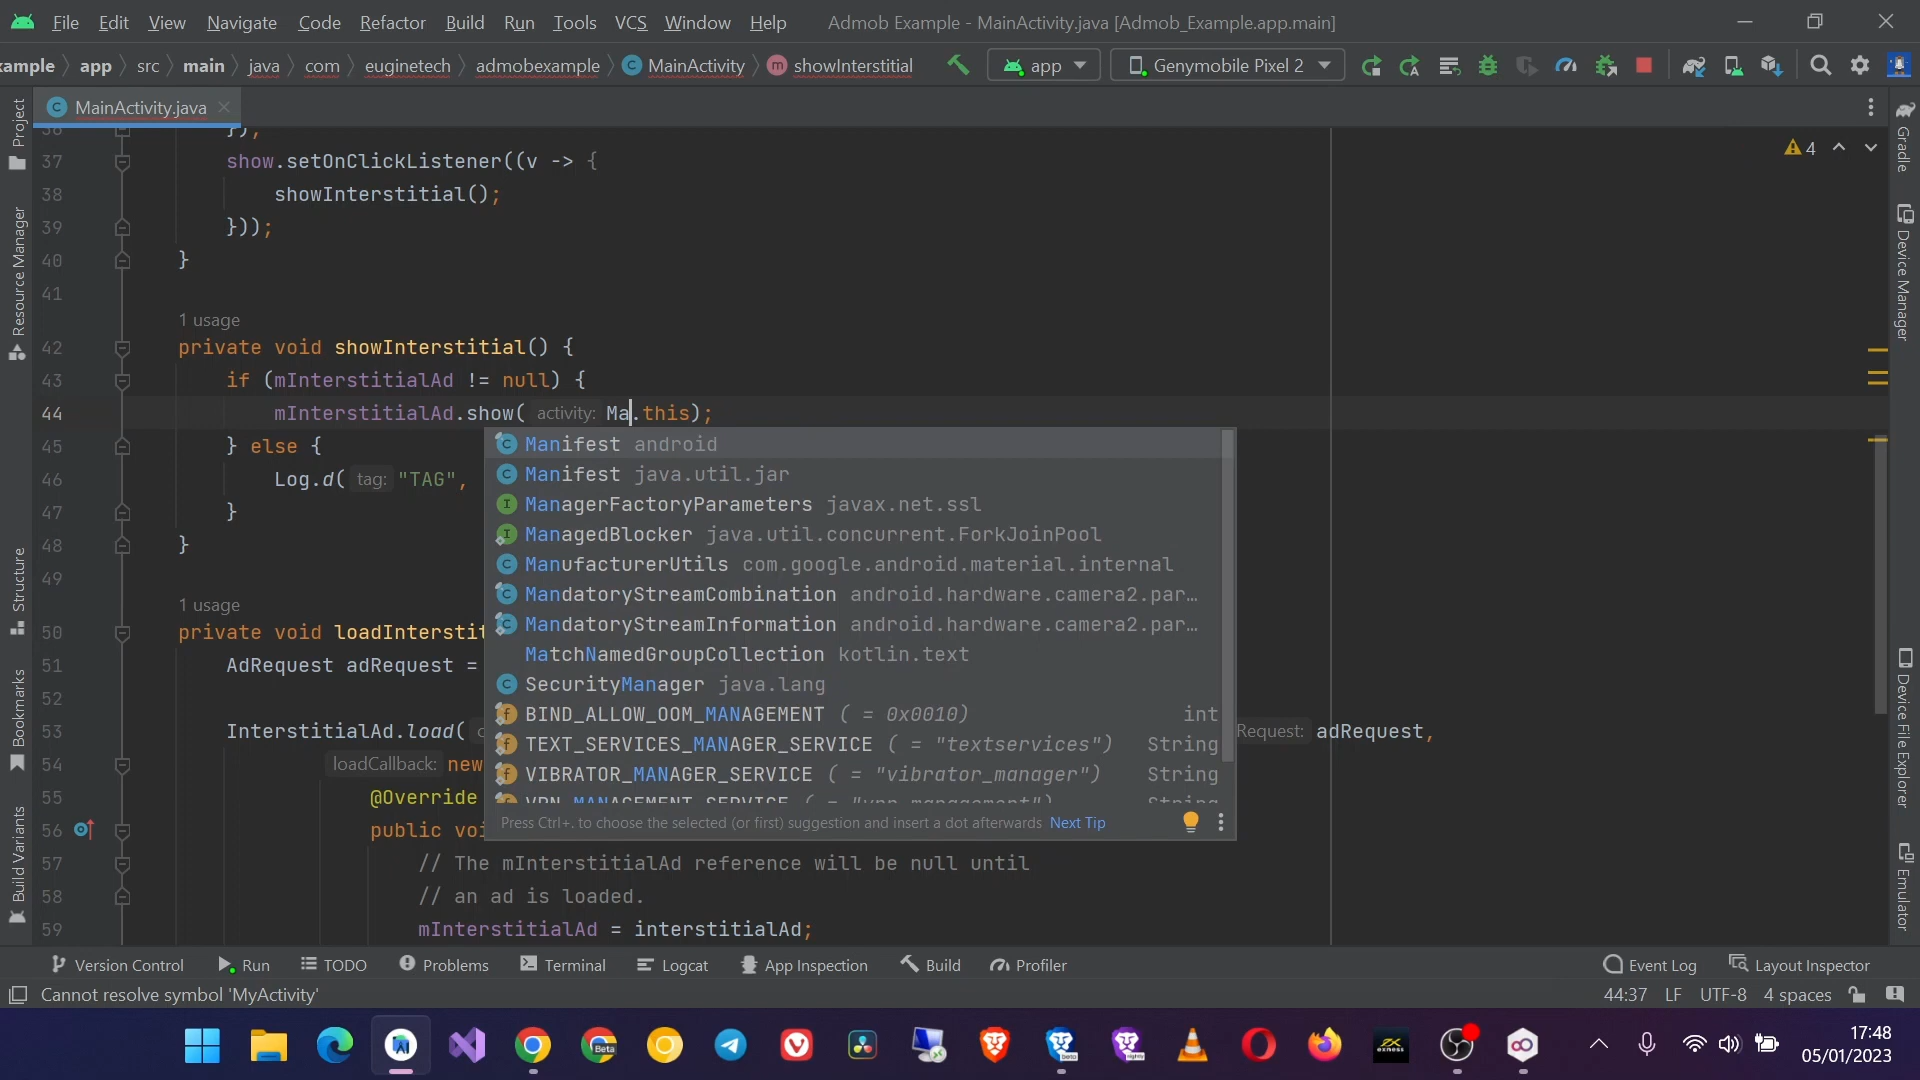 File Edit View Navigate Code Refactor Build Run Tools VCS Window Help Admob Example - MainActivity.java [Admob_Example.app.main]
ample app src main java com euginetech admobexample MainActivity showInterstitial app Genymobile Pixel 2
MainActivity.java
Project
Resource Manager
Structure
Bookmarks
Build Variants
36 });
37 show.setOnClickListener((v -> {
38 showInterstitial();
39 }));
40 }
41
1 usage
42 private void showInterstitial() {
43 if (mInterstitialAd != null) {
44 mInterstitialAd.show( activity: Ma.this);
45 } else {
46 Log.d( tag: "TAG",
47 }
48 }
49
1 usage
50 private void loadInterstit
51 AdRequest adRequest =
52
53 InterstitialAd.load( Request: adRequest,
54 loadCallback: new
55 @Override
56 public voi
57 // The mInterstitialAd reference will be null until
58 // an ad is loaded.
59 mInterstitialAd = interstitialAd;
Manifest android
Manifest java.util.jar
ManagerFactoryParameters javax.net.ssl
ManagedBlocker java.util.concurrent.ForkJoinPool
ManufacturerUtils com.google.android.material.internal
MandatoryStreamCombination android.hardware.camera2.par...
MandatoryStreamInformation android.hardware.camera2.par...
MatchNamedGroupCollection kotlin.text
SecurityManager java.lang
BIND_ALLOW_OOM_MANAGEMENT ( = 0x0010) int
TEXT_SERVICES_MANAGER_SERVICE ( = "textservices") String
VIBRATOR_MANAGER_SERVICE ( = "vibrator_manager") String
VPN_MANAGEMENT_SERVICE ( = "vpn_management") String
Press Ctrl+. to choose the selected (or first) suggestion and insert a dot afterwards Next Tip
4
Gradle
Device Manager
Device File Explorer
Emulator
Version Control Run TODO Problems Terminal Logcat App Inspection Build Profiler Event Log Layout Inspector
Cannot resolve symbol 'MyActivity' 44:37 LF UTF-8 4 spaces
Beta
beta
nightly
exness
17:48
05/01/2023